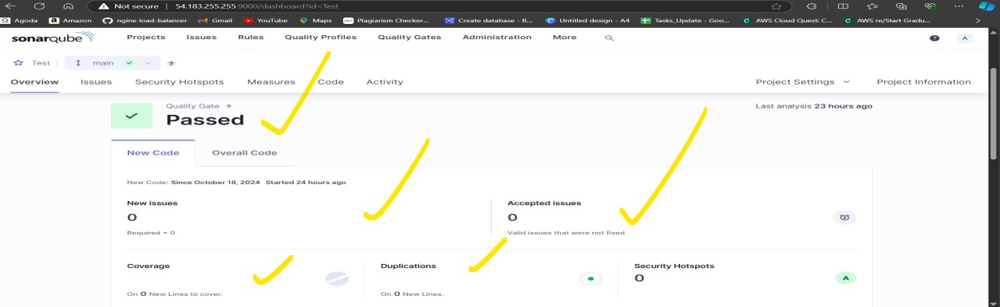 Not secure | 54.183.255.255:9000/dashboard?id=Test
Agoda Amazon nginx-load-balancer Gmail YouTube Maps Plagiarism Checker... Create database - R... Untitled design - A4 Tasks_Update - Goo... AWS Cloud Quest: C... AWS re/Start Gradu...
sonarqube Projects Issues Rules Quality Profiles Quality Gates Administration More ? A
Test / main ?
Overview Issues Security Hotspots Measures Code Activity Project Settings Project Information
Quality Gate ? Last analysis 23 hours ago
Passed
New Code Overall Code
New Code: Since October 18, 2024 Started 24 hours ago
New issues Accepted issues
0 0
Required = 0 Valid issues that were not fixed
Coverage Duplications Security Hotspots
0 A
On 0 New Lines to cover. On 0 New Lines.